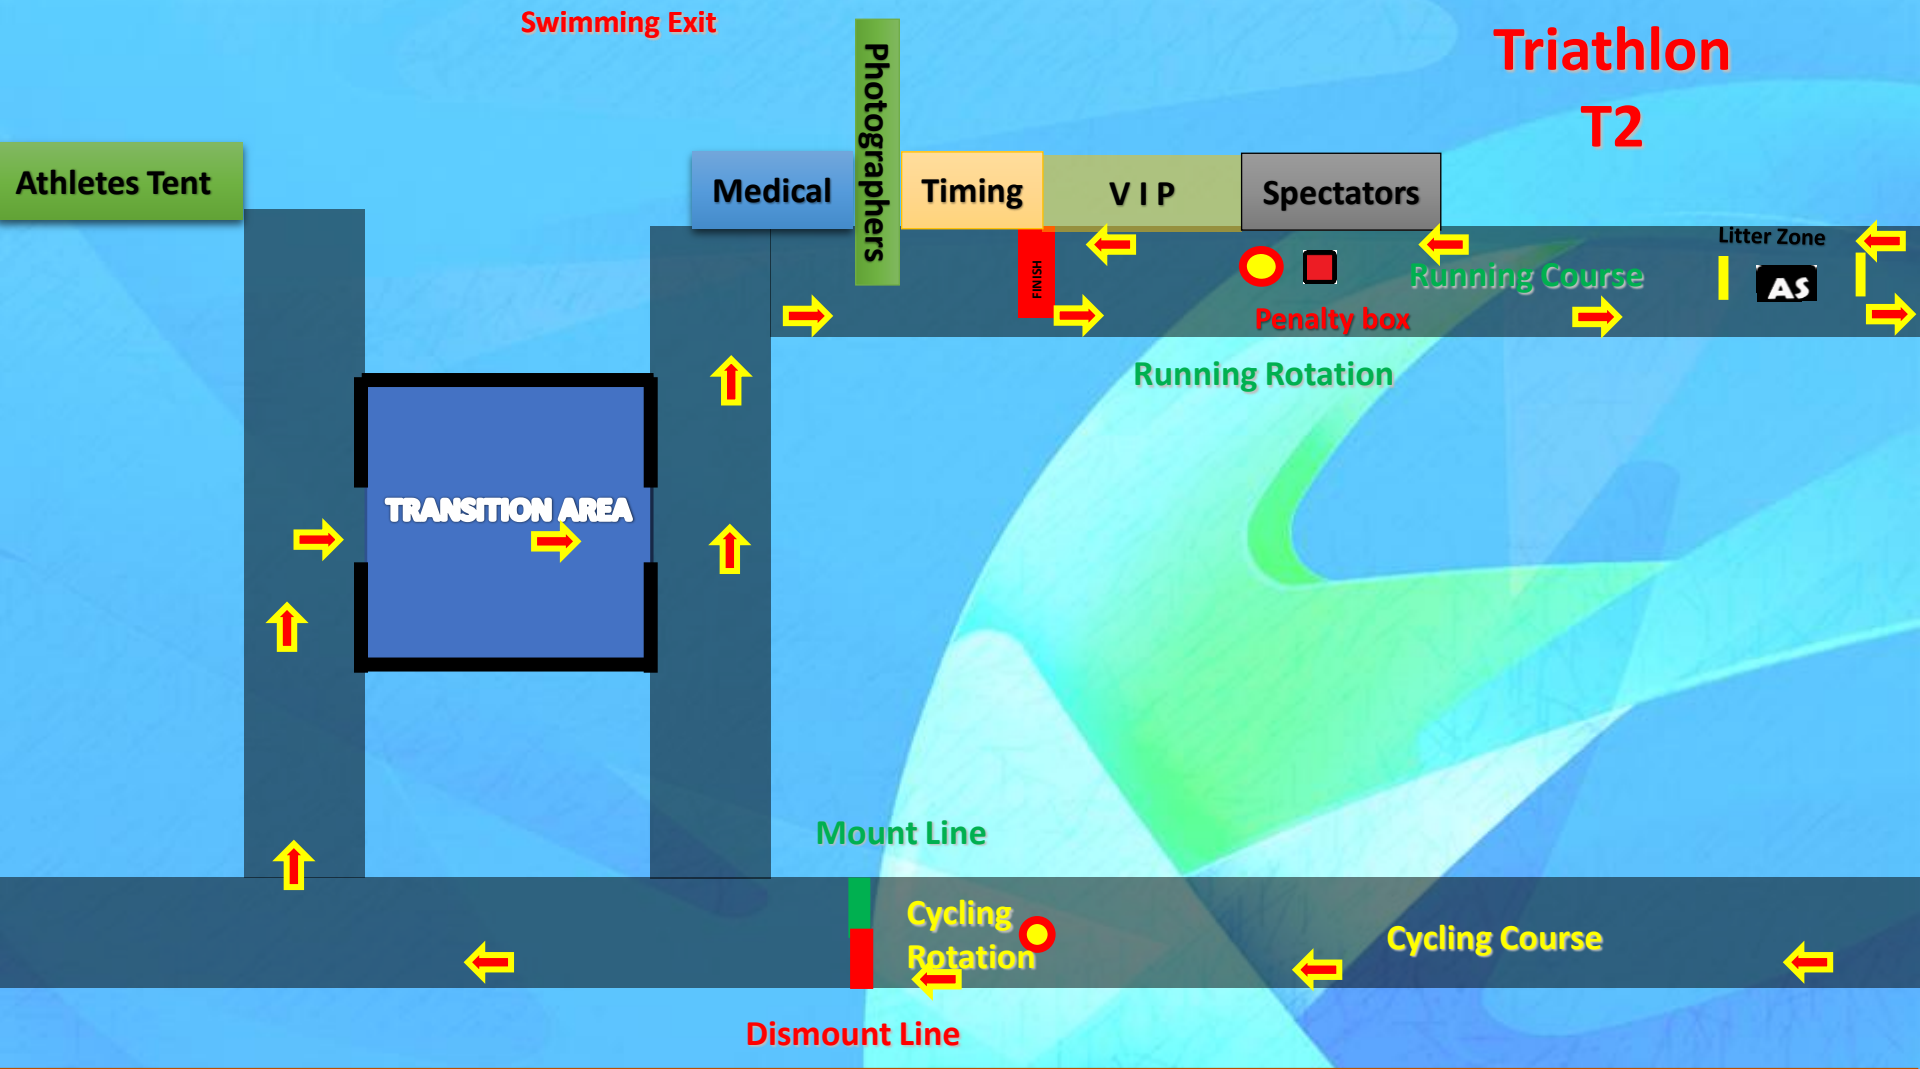 Swimming Exit
Triathlon
T2
Photographers
Athletes Tent
Medical
Timing
V I P
Spectators
Litter Zone
FINISH
Running Course
AS
Penalty box
Running Rotation
TRANSITION AREA
Mount Line
Cycling
Rotation
Cycling Course
Dismount Line